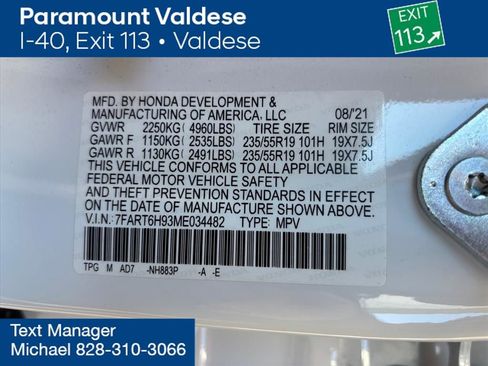 Paramount Valdese
I-40, Exit 113 • Valdese
EXIT
113
MFD. BY HONDA DEVELOPMENT &
MANUFACTURING OF AMERICA, LLC 08/'21
GVWR 2250KG( 4960LBS) TIRE SIZE RIM SIZE
GAWR F 1150KG( 2535LBS) 235/55R19 101H 19X7.5J
GAWR R 1130KG( 2491LBS) 235/55R19 101H 19X7.5J
THIS VEHICLE CONFORMS TO ALL APPLICABLE
FEDERAL MOTOR VEHICLE SAFETY
AND THEFT PREVENTION STANDARDS IN EFFECT
ON THE DATE OF MANUFACTURE SHOWN ABOVE.
V.I.N.: 7FART6H93ME034482 TYPE: MPV
TPG M AD7 -NH883P -A -E
Text Manager
Michael 828-310-3066